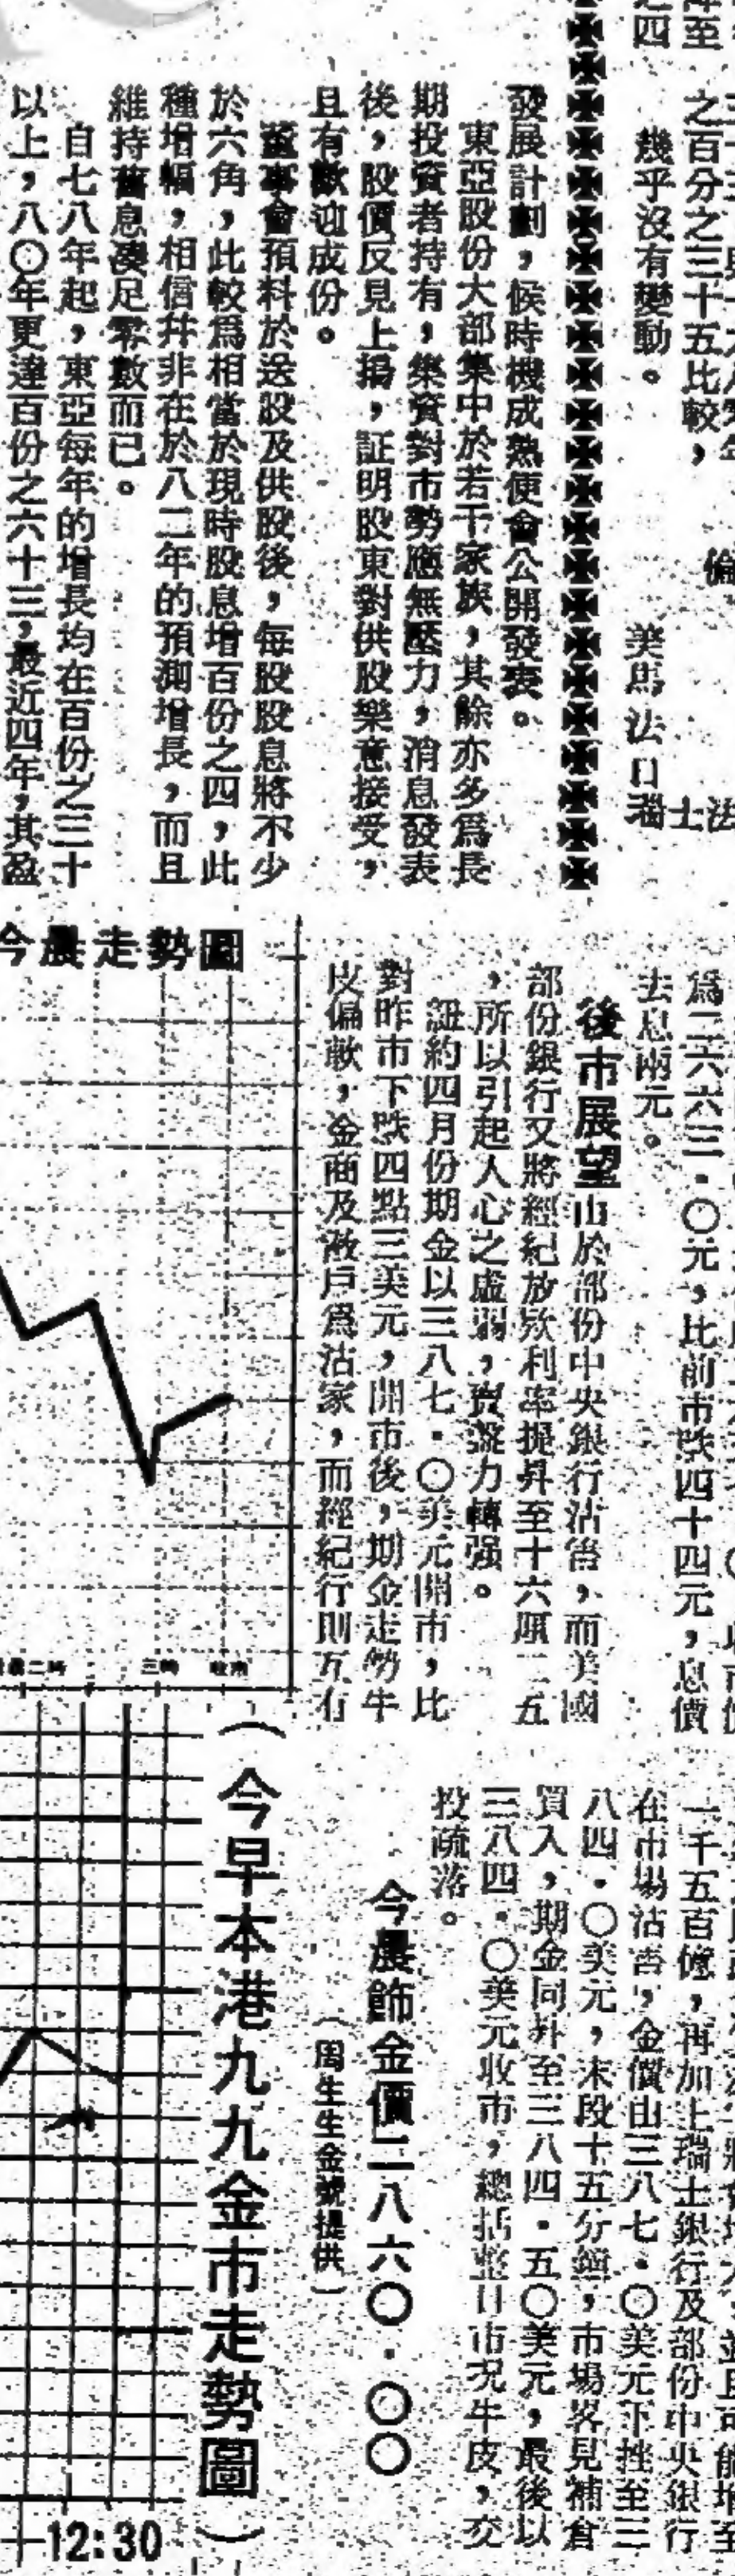 之百分之三十五比較，
幾乎沒有變動。
美馬法日瑞
士法
發展計劃，候時機成熟便會公開發表。
東亞股份大部集中於若干家族，其餘亦多爲長
期投資者持有，集資對市勢應無壓力，消息發表
後，股價反見上揚，証明股東對供股樂意接受，
且有歡迎成份。
董事會預料於送股及供股後，每股股息將不少
於六角，此較爲相當於現時股息增百份之四，此
種增幅，相信幷非在於八二年的預測增長，而且
維持舊息湊足零數而已。
自七八年起，東亞每年的增長均在百份之三十
以上，八〇年更達百份之六十三，最近四年，其盈
爲二六六三·〇元，比前市跌四十四元，息價
去息兩元。
後市展望 由於部份中央銀行沽售，而美國
部份銀行又將經紀放欵利率提昇至十六厘二五
，所以引起人心之虛弱，賣盤力轉强。
紐約四月份期金以三八七·〇美元開市，比
對昨市下跌四點三美元，開市後，期金走勢牛
皮偏軟，金商及散戶爲沽家，而經紀行則互有
今晨走勢圖
三時
收市
一千五百億，再加上瑞士銀行及部份中央銀行
在市場沽售，金價由三八七·〇美元下挫至三
八四·〇美元，末段十五分鐘，市場畧見補倉
買入，期金回升至三八四·五〇美元，最後以
三八四·〇美元收市，總括整日市况牛皮，交
投疏落。
今晨飾金價二八六〇·〇〇
（周生生金號提供）
（今早本港九九金市走勢圖）
12:30